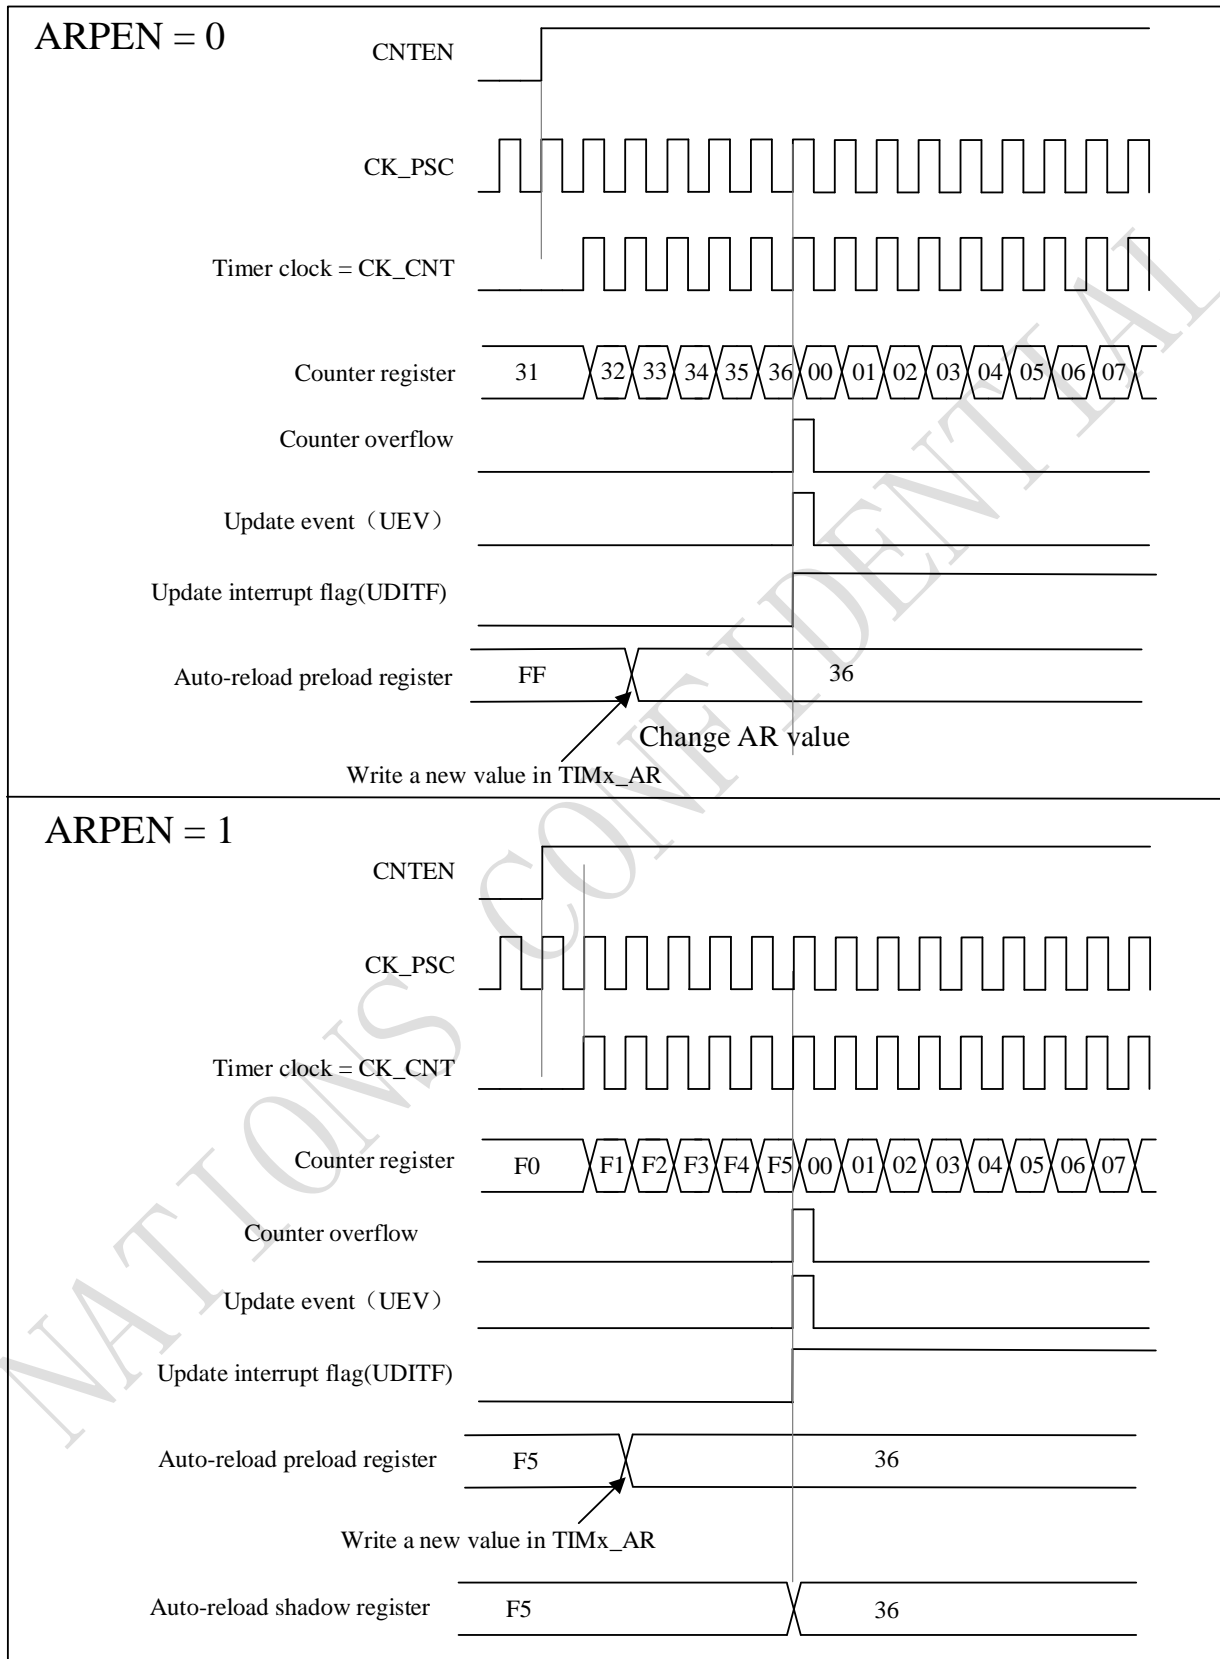 ARPEN = 0
CNTEN
CK_PSC
Timer clock = CK_CNT
Counter register 31 32 33 34 35 36 00 01 02 03 04 05 06 07
Counter overflow
Update event（UEV）
Update interrupt flag(UDITF)
Auto-reload preload register FF 36
Change AR value
Write a new value in TIMx_AR
ARPEN = 1
CNTEN
CK_PSC
Timer clock = CK_CNT
Counter register F0 F1 F2 F3 F4 F5 00 01 02 03 04 05 06 07
Counter overflow
Update event（UEV）
Update interrupt flag(UDITF)
Auto-reload preload register F5 36
Write a new value in TIMx_AR
Auto-reload shadow register F5 36
NATIONS CONFIDENTIAL